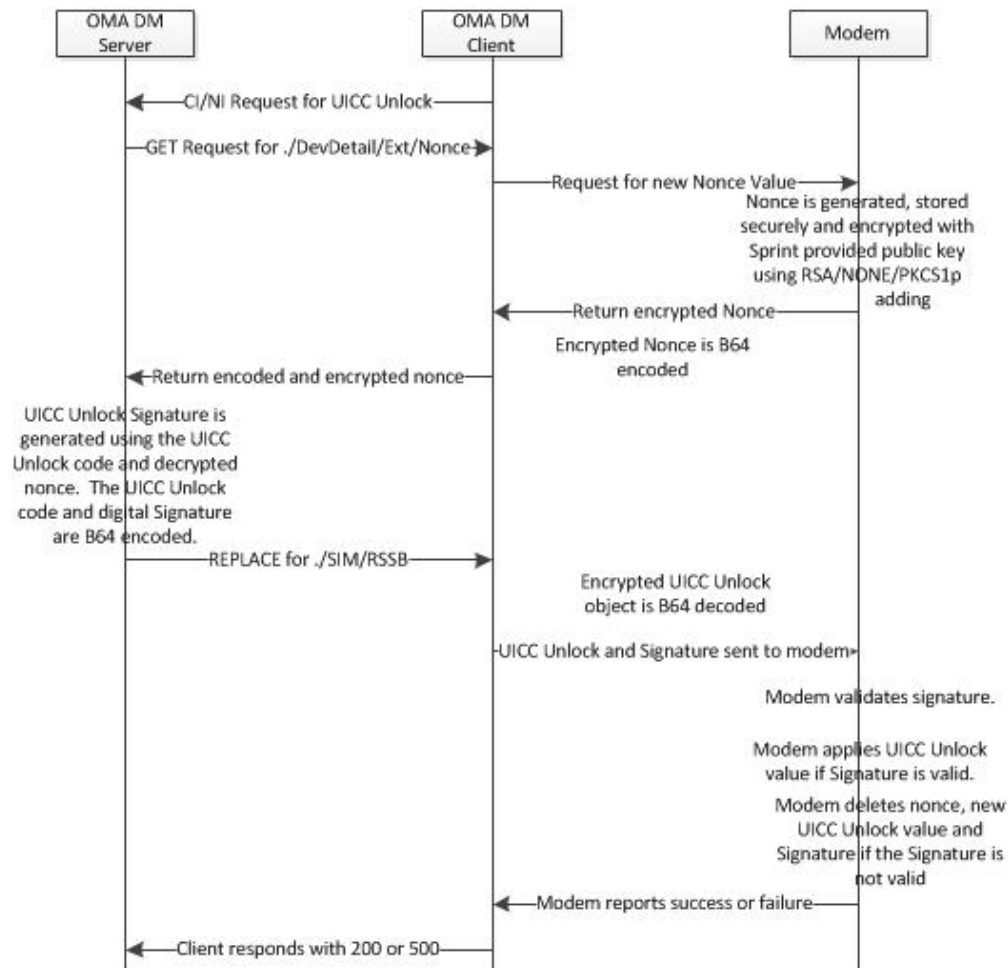 OMA DM
Server
OMA DM
Client
Modem
CI/NI Request for UICC Unlock
GET Request for ./DevDetail/Ext/Nonce
Request for new Nonce Value
Nonce is generated, stored
securely and encrypted with
Sprint provided public key
using RSA/NONE/PKCS1p
adding
Return encrypted Nonce
Encrypted Nonce is B64
encoded
Return encoded and encrypted nonce
UICC Unlock Signature is
generated using the UICC
Unlock code and decrypted
nonce. The UICC Unlock
code and digital Signature
are B64 encoded.
REPLACE for ./SIM/RSSB
Encrypted UICC Unlock
object is B64 decoded
UICC Unlock and Signature sent to modem
Modem validates signature.
Modem applies UICC Unlock
value if Signature is valid.
Modem deletes nonce, new
UICC Unlock value and
Signature if the Signature is
not valid
Modem reports success or failure
Client responds with 200 or 500